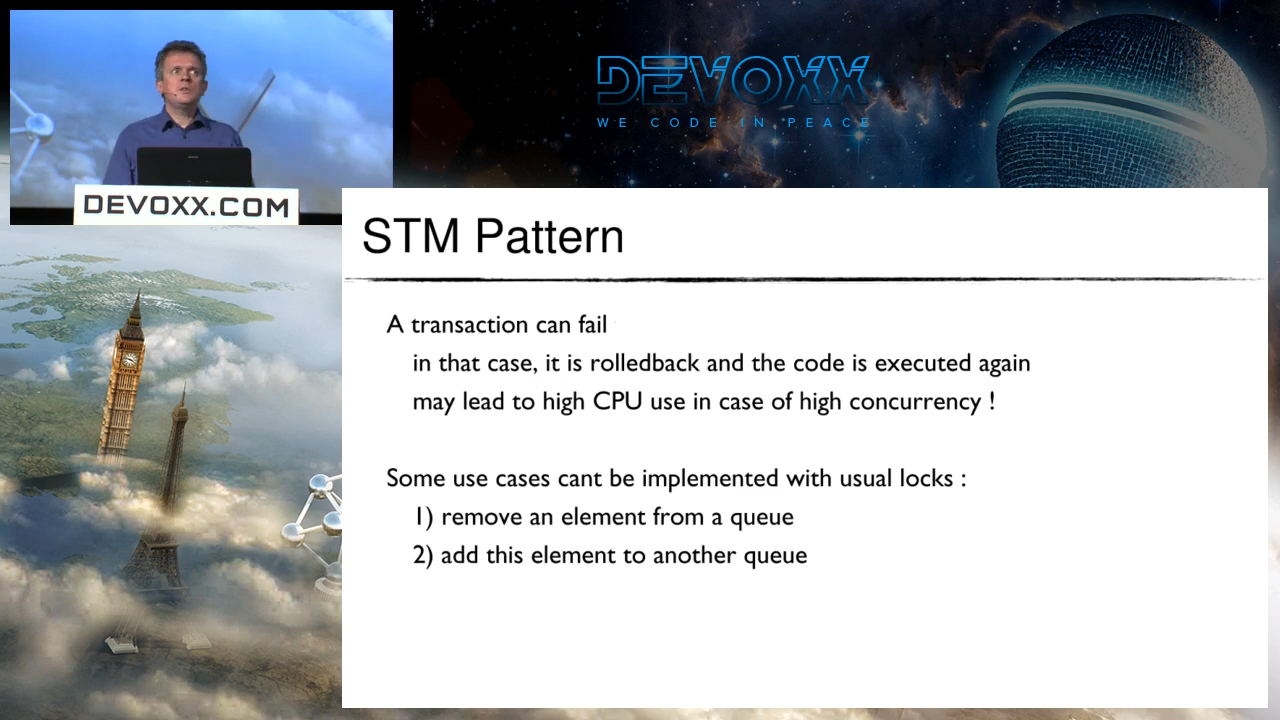 DEVOXX
WE CODE IN PEACE
DEVOXX.COM
STM Pattern
A transaction can fail
in that case, it is rolledback and the code is executed again
may lead to high CPU use in case of high concurrency !
Some use cases cant be implemented with usual locks :
1) remove an element from a queue
2) add this element to another queue